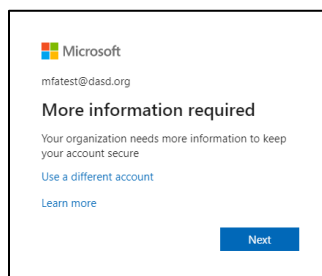 Microsoft
mfatest@dasd.org
More information required
Your organization needs more information to keep
your account secure
Use a different account
Learn more
Next